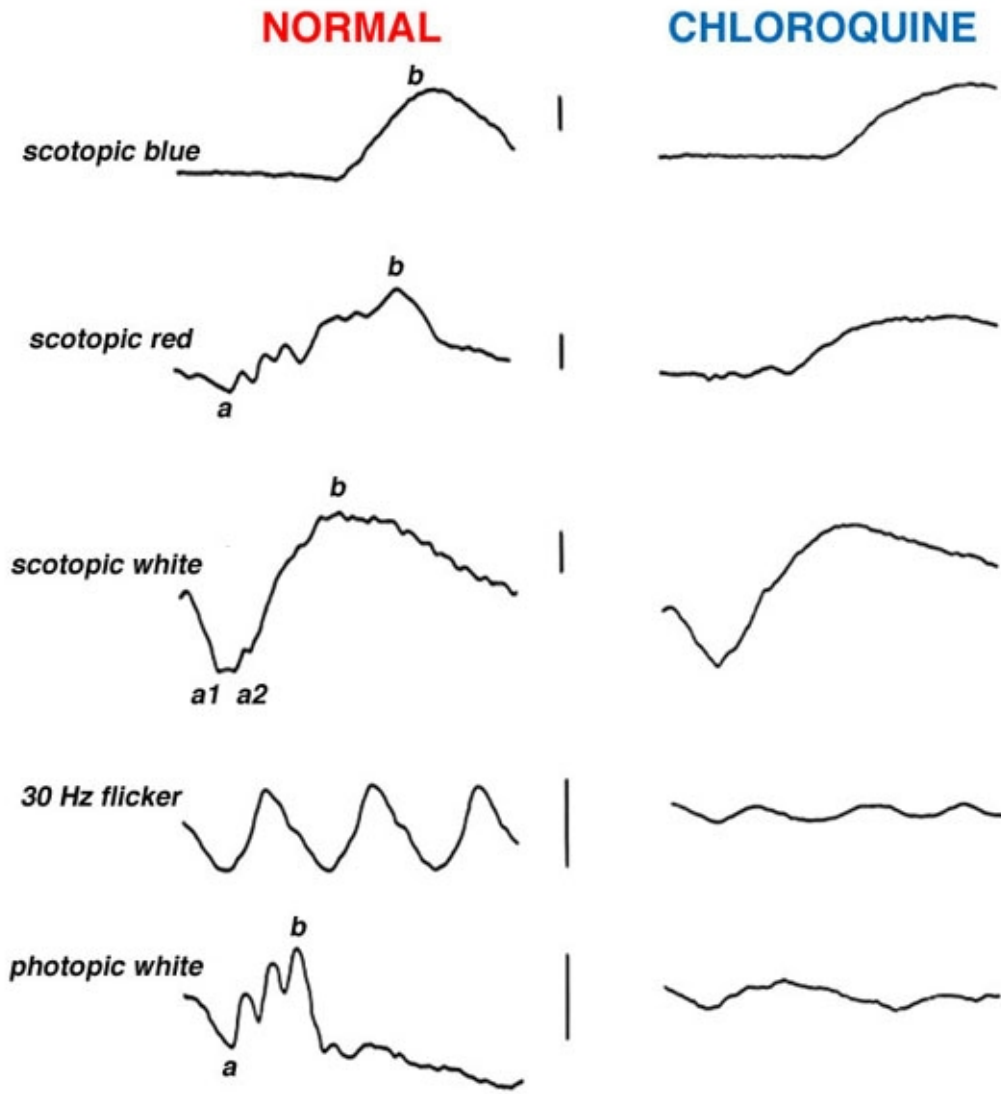 NORMAL CHLOROQUINE
b
scotopic blue
b
scotopic red
a
b
scotopic white
a1 a2
30 Hz flicker
b
photopic white
a